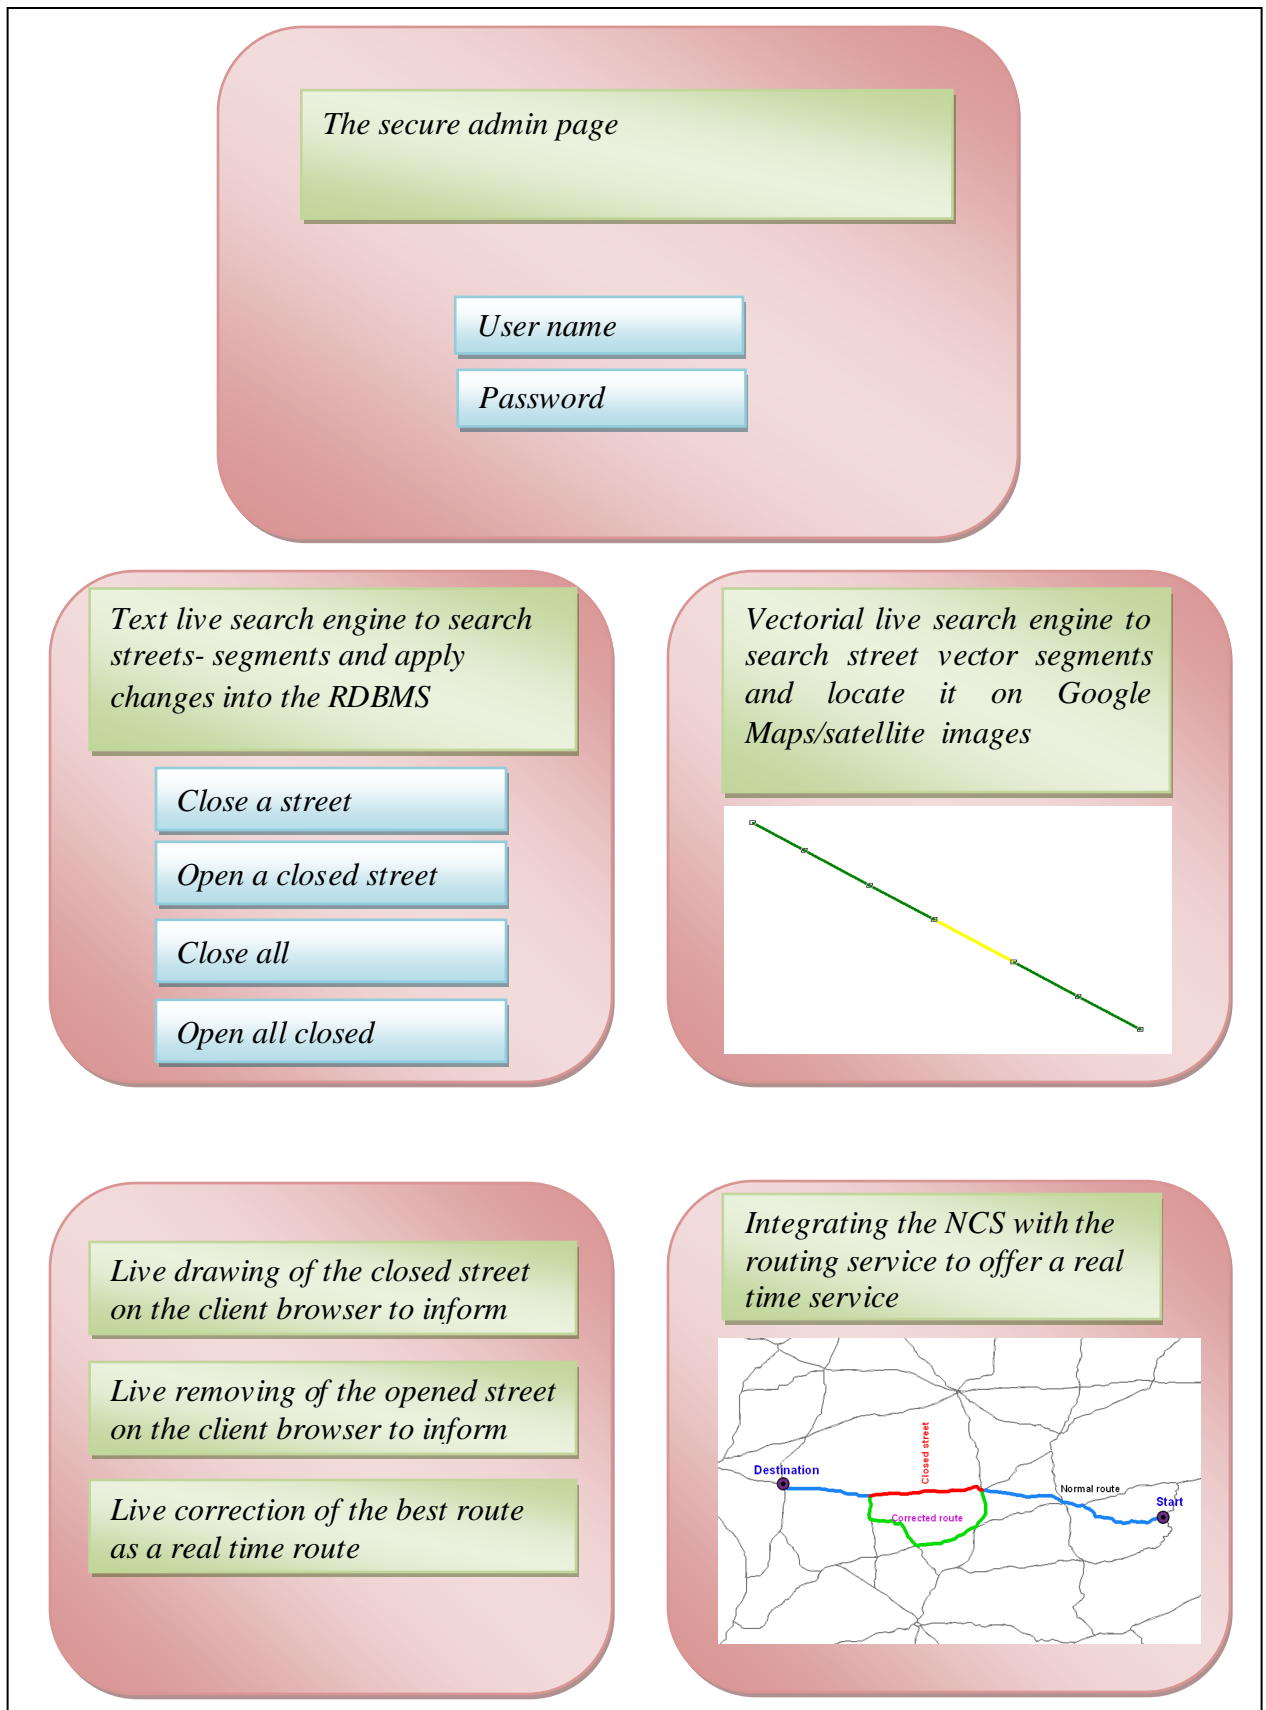 The secure admin page
User name
Password
Text live search engine to search
streets- segments and apply
changes into the RDBMS
Close a street
Open a closed street
Close all
Open all closed
Vectorial live search engine to
search street vector segments
and locate it on Google
Maps/satellite images
Live drawing of the closed street
on the client browser to inform
Live removing of the opened street
on the client browser to inform
Live correction of the best route
as a real time route
Integrating the NCS with the
routing service to offer a real
time service
Closed street
Destination
Normal route
Start
Corrected route